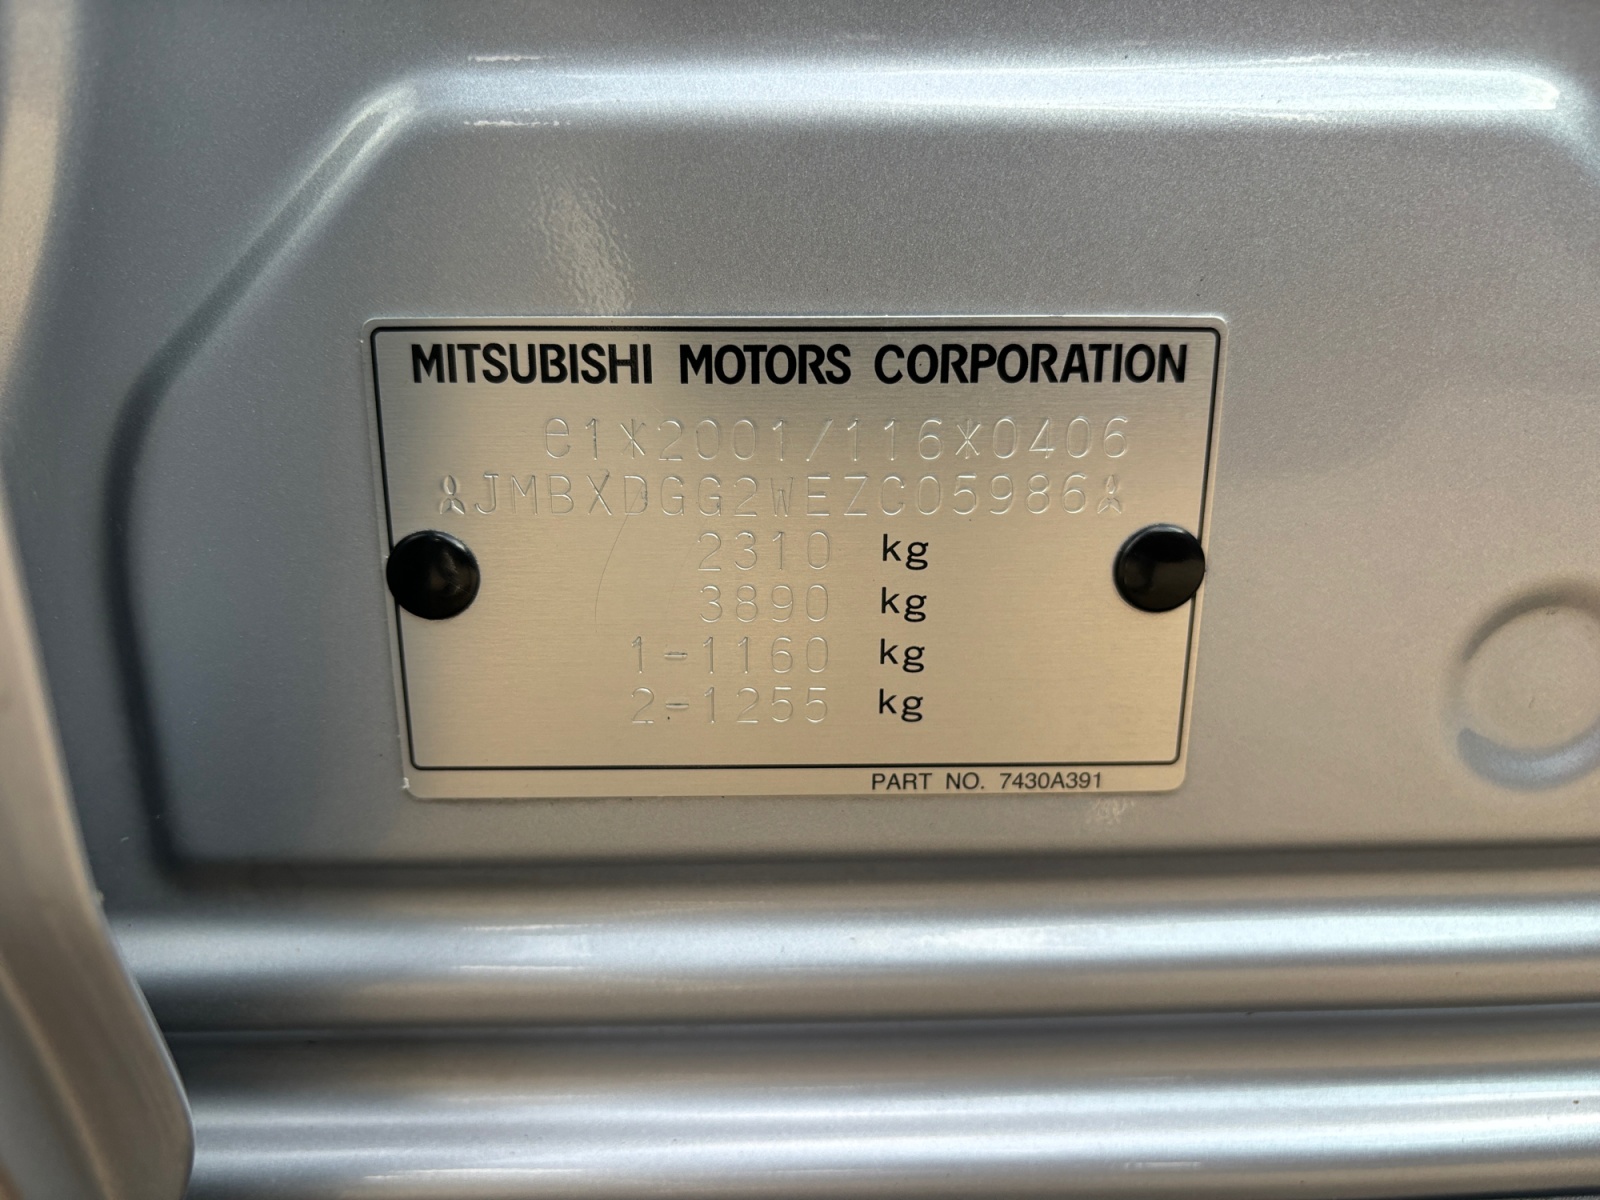 MITSUBISHI MOTORS CORPORATION
e1*2001/116*0406
JMBXDGG2WEZC05986
2310 kg
3890 kg
1-1160 kg
2-1255 kg
PART NO. 7430A391